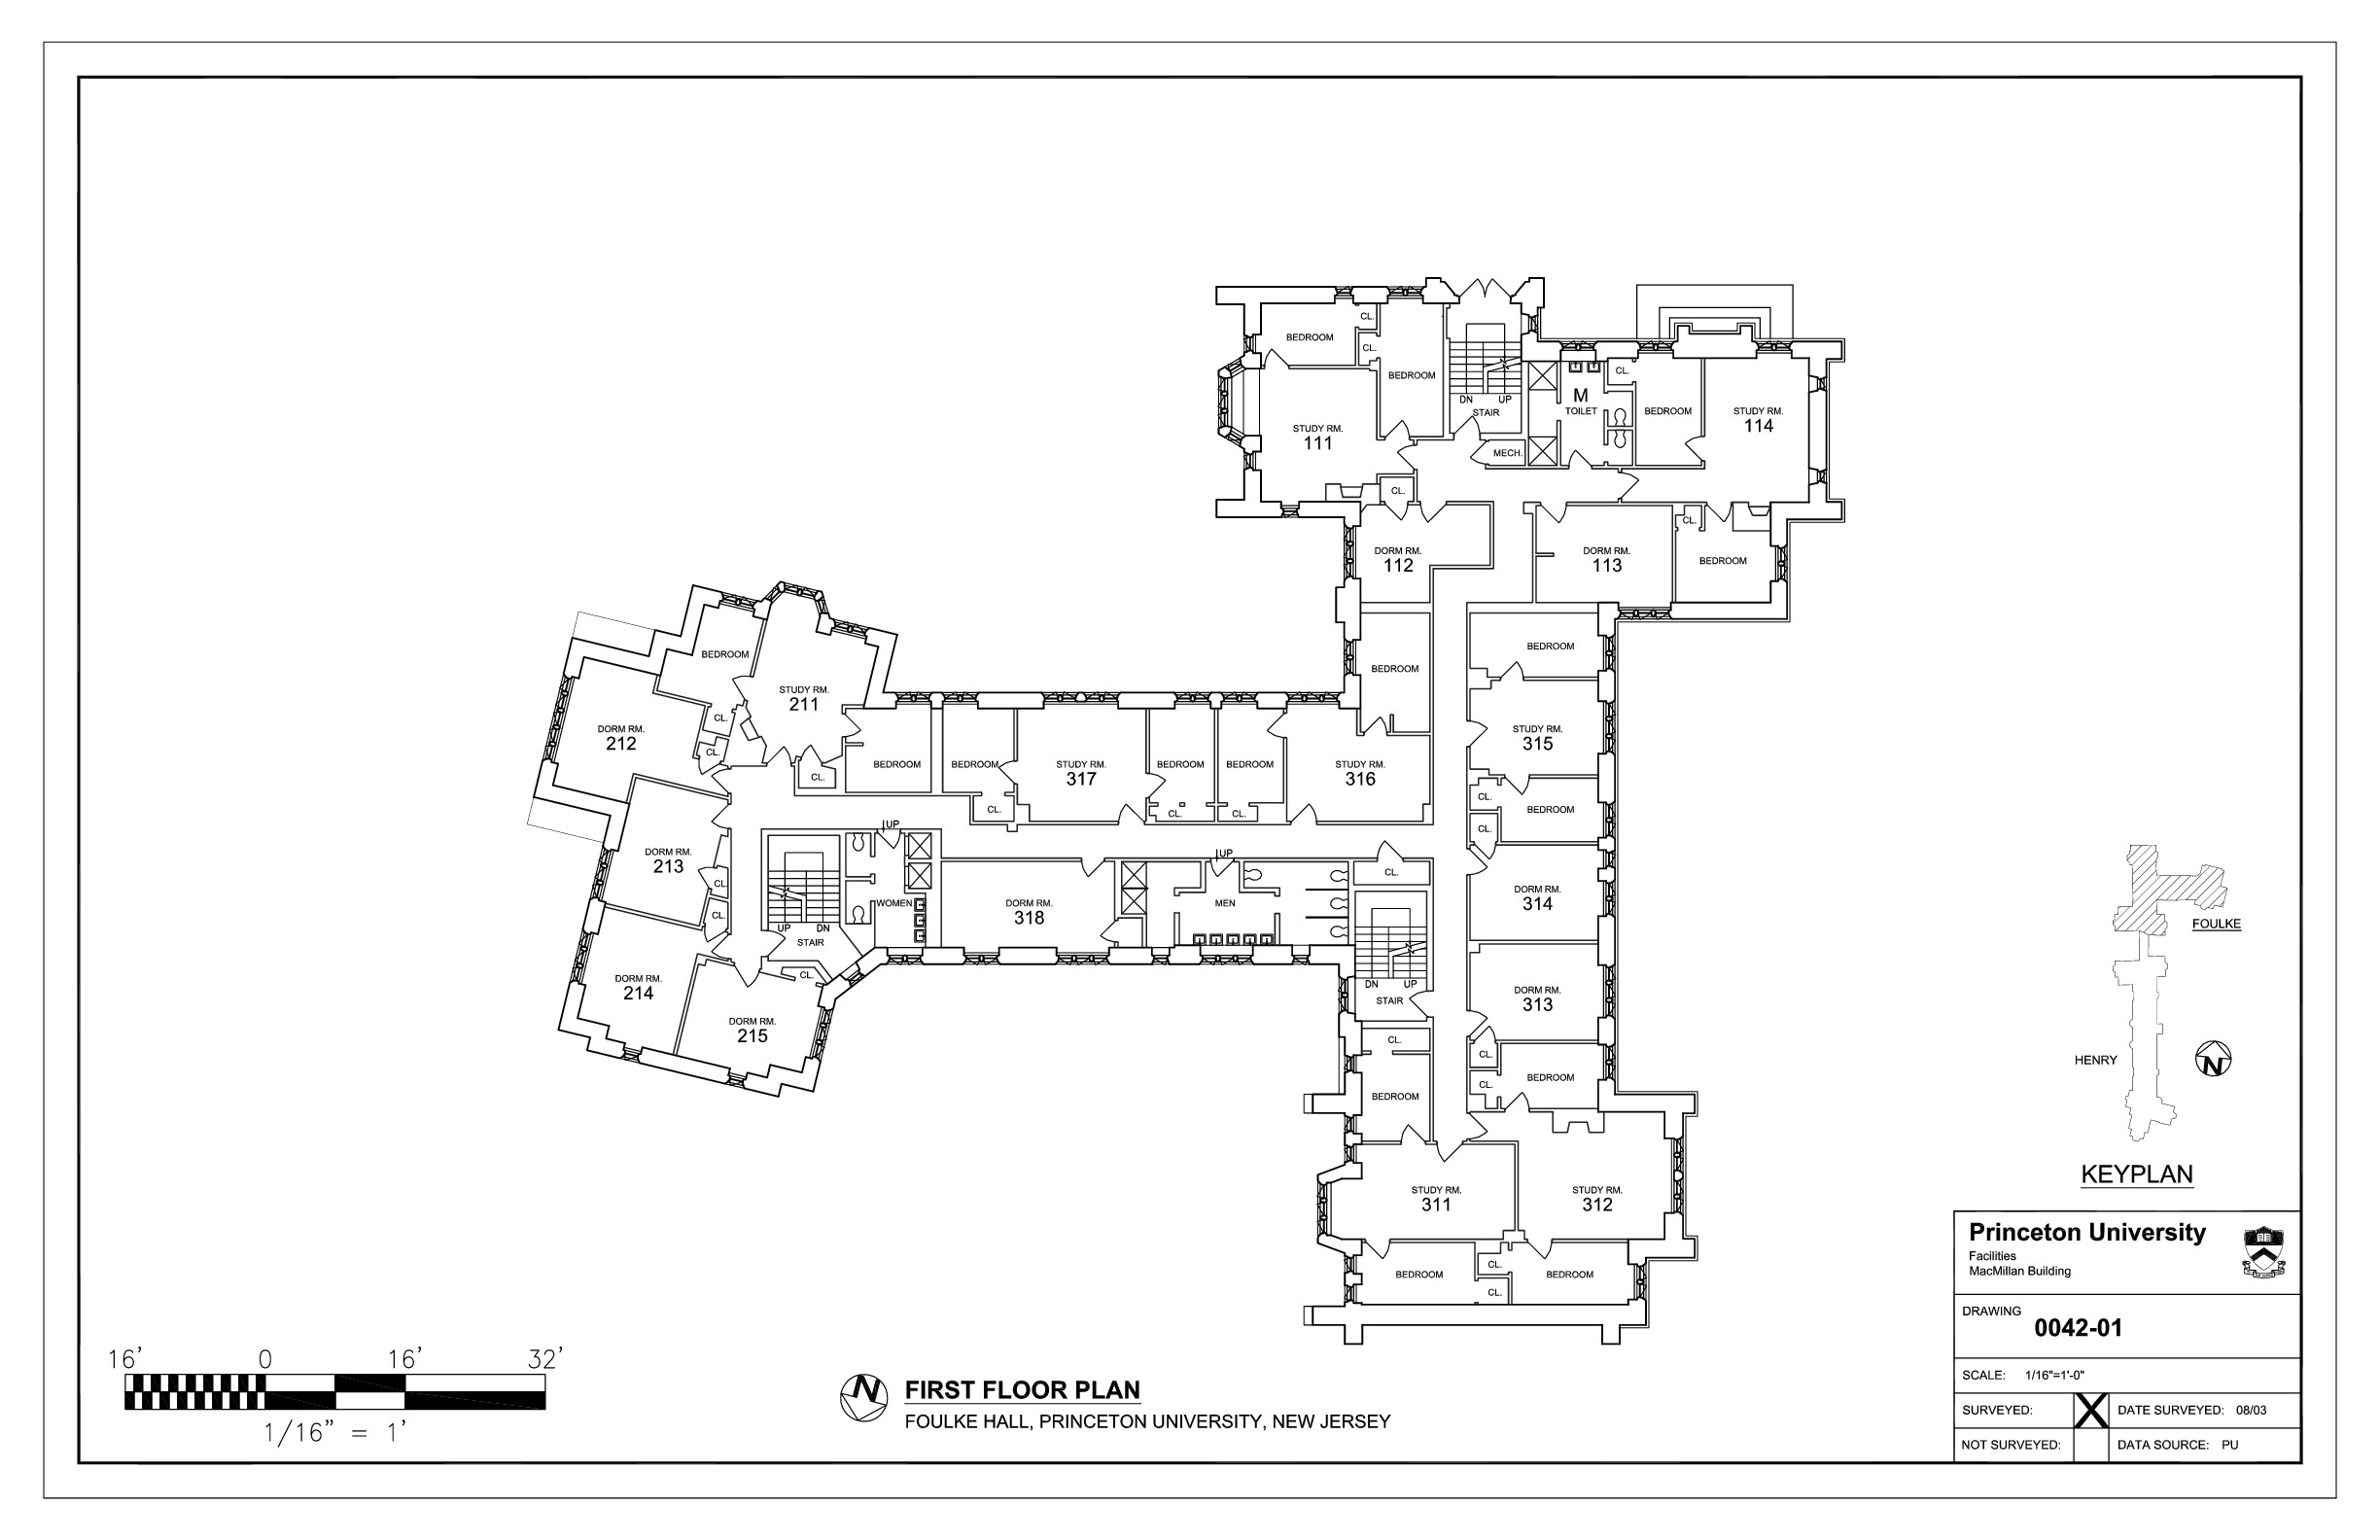 CL.
BEDROOM
CL.
BEDROOM
STUDY RM.
111
DN UP
STAIR
MECH.
M
TOILET
CL.
BEDROOM
STUDY RM.
114
CL.
DORM RM.
112
DORM RM.
113
CL.
BEDROOM
BEDROOM
BEDROOM
STUDY RM.
315
CL.
BEDROOM
CL.
BEDROOM
STUDY RM.
211
DORM RM.
212
CL.
CL.
CL.
BEDROOM
BEDROOM
CL.
STUDY RM.
317
BEDROOM
CL.
BEDROOM
CL.
STUDY RM.
316
DORM RM.
213
CL.
CL.
UP
WOMEN
UP DN
STAIR
DORM RM.
318
UP
MEN
CL.
DORM RM.
314
DORM RM.
214
CL.
DORM RM.
215
DN UP
STAIR
DORM RM.
313
CL.
BEDROOM
CL.
CL.
BEDROOM
STUDY RM.
311
STUDY RM.
312
BEDROOM
CL.
CL.
BEDROOM
FOULKE
HENRY
N
KEYPLAN
16' 0 16' 32'
1/16" = 1'
N
FIRST FLOOR PLAN
FOULKE HALL, PRINCETON UNIVERSITY, NEW JERSEY
Princeton University
Facilities
MacMillan Building
DRAWING
0042-01
SCALE: 1/16"=1'-0"
SURVEYED: X DATE SURVEYED: 08/03
NOT SURVEYED: DATA SOURCE: PU